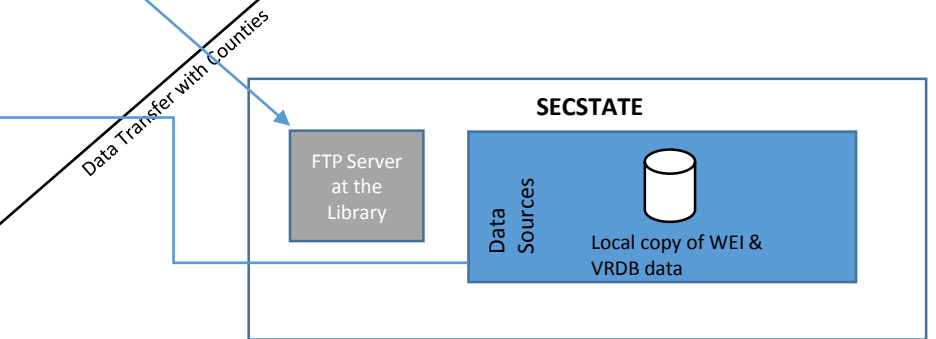 Data Transfer with Counties
SECSTATE
FTP Server
at the
Library
Data
Sources
Local copy of WEI &
VRDB data